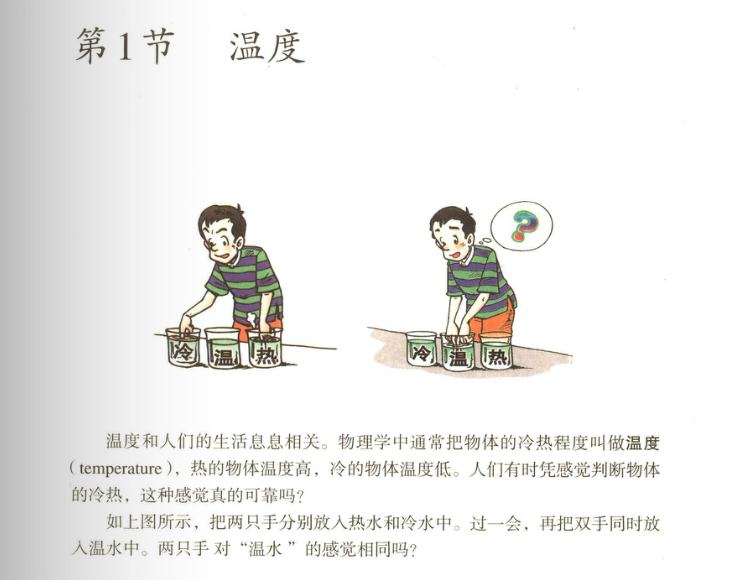 第1节 温度
?
冷 温 热
冷 温 热
温度和人们的生活息息相关。物理学中通常把物体的冷热程度叫做温度
(temperature),热的物体温度高,冷的物体温度低。人们有时凭感觉判断物体
的冷热,这种感觉真的可靠吗?
如上图所示,把两只手分别放入热水和冷水中。过一会,再把双手同时放
入温水中。两只手 对“温水 ”的感觉相同吗?